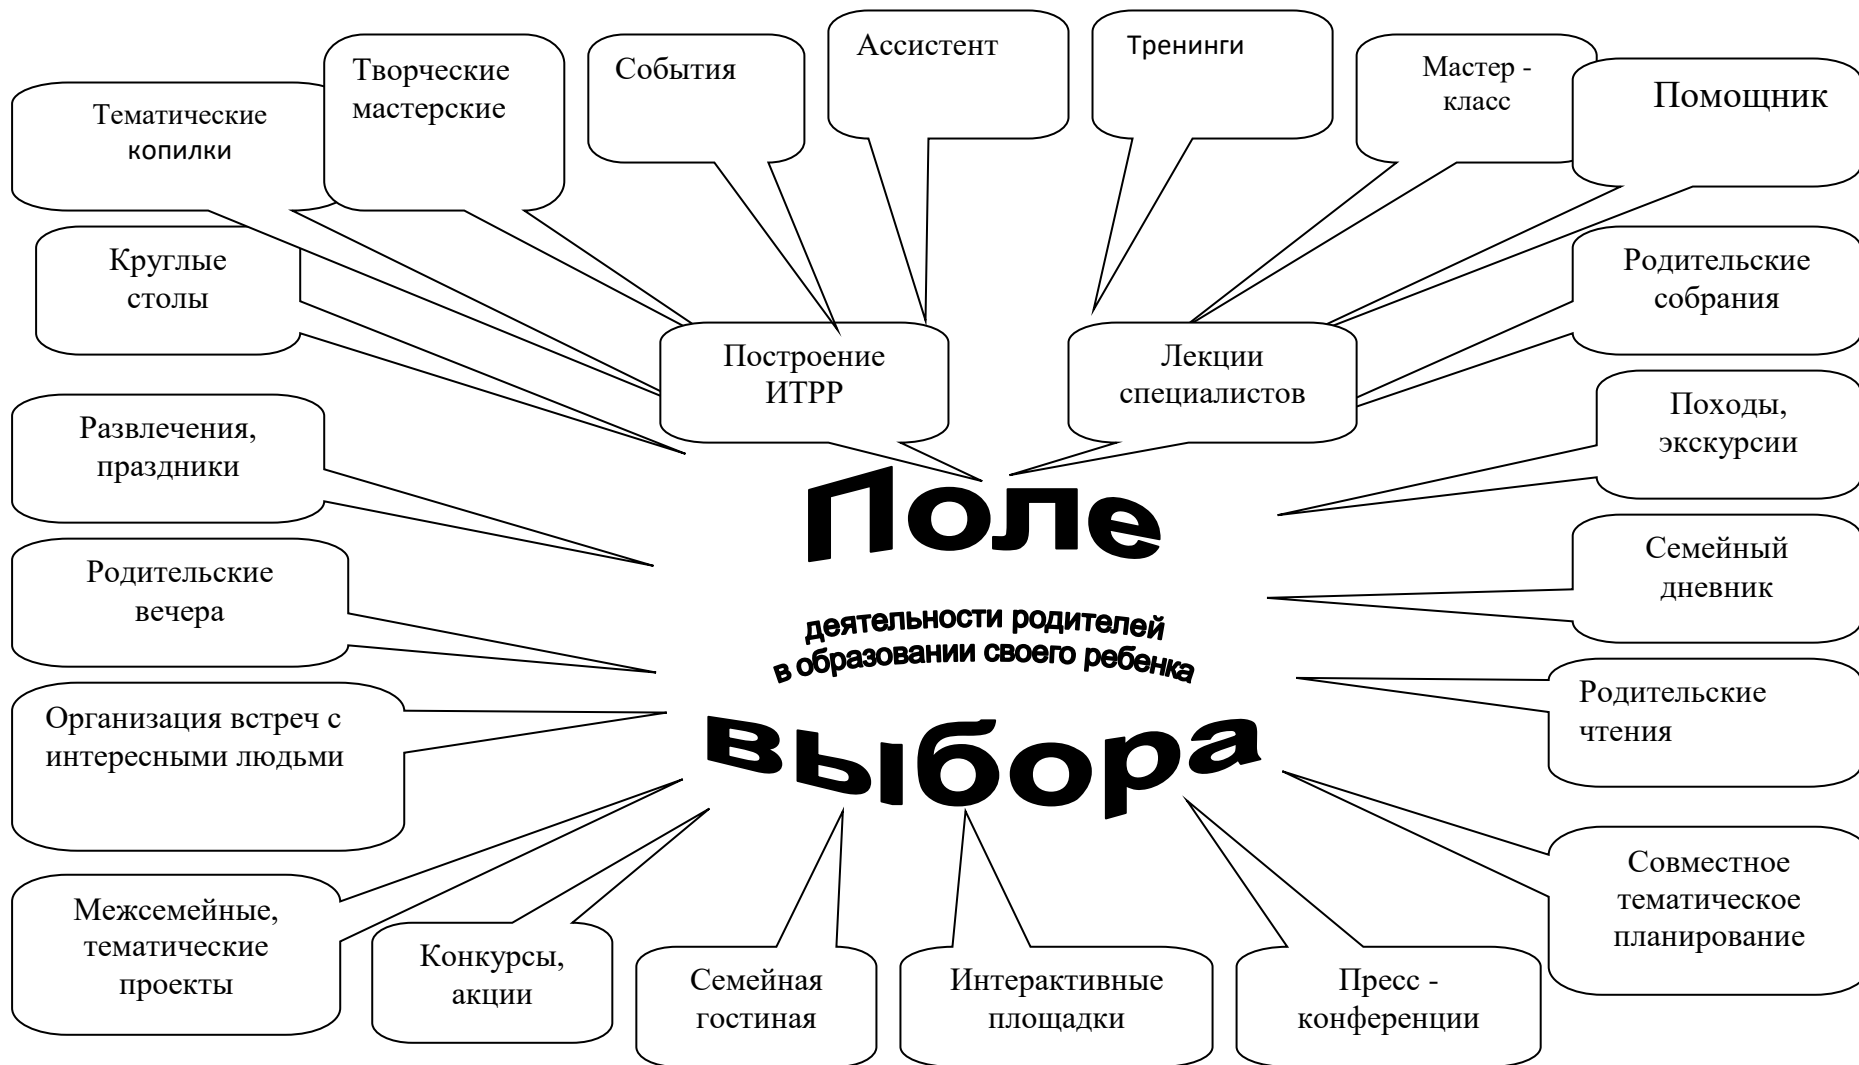 Ассистент
Тренинги
Творческие
мастерские
События
Мастер -
класс
Помощник
Тематические
копилки
Круглые
столы
Родительские
собрания
Построение
ИТРР
Лекции
специалистов
Развлечения,
праздники
Походы,
экскурсии
Поле
Родительские
вечера
Семейный
дневник
деятельности родителей
в образовании своего ребенка
Организация встреч с
интересными людьми
Родительские
чтения
выбора
Межсемейные,
тематические
проекты
Конкурсы,
акции
Семейная
гостиная
Интерактивные
площадки
Пресс -
конференции
Совместное
тематическое
планирование